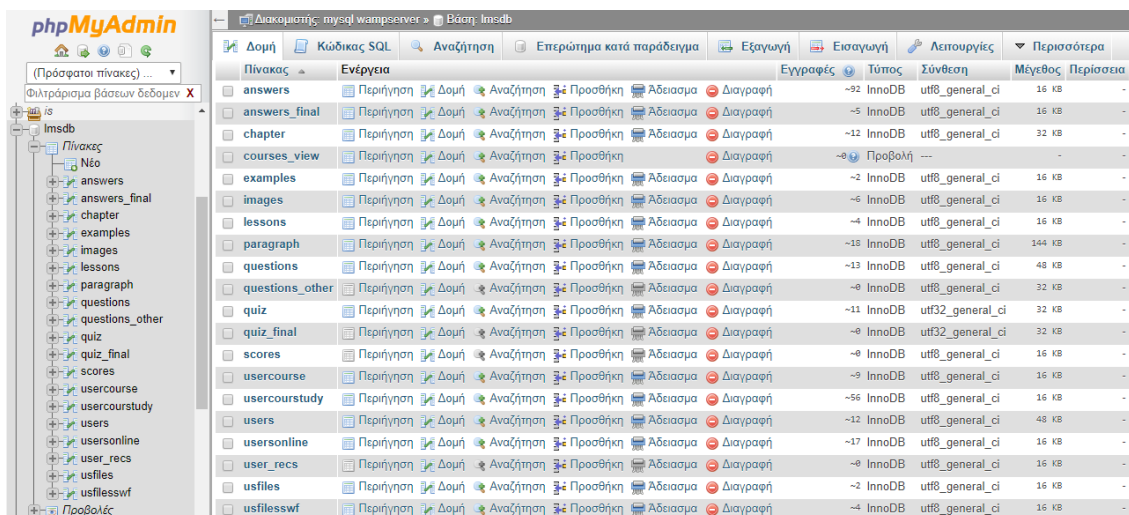 phpMyAdmin
(Πρόσφατοι πίνακες) ...
Φιλτράρισμα βάσεων δεδομεν X
is
lmsdb
Πίνακες
Νέο
answers
answers_final
chapter
examples
images
lessons
paragraph
questions
questions_other
quiz
quiz_final
scores
usercourse
usercourstudy
users
usersonline
user_recs
usfiles
usfilesswf
Προβολές
Διακομιστής: mysql wampserver » Βάση: lmsdb
Δομή Κώδικας SQL Αναζήτηση Επερώτημα κατά παράδειγμα Εξαγωγή Εισαγωγή Λειτουργίες Περισσότερα
Πίνακας Ενέργεια Εγγραφές Τύπος Σύνθεση Μέγεθος Περίσσεια
answers Περιήγηση Δομή Αναζήτηση Προσθήκη Άδειασμα Διαγραφή ~92 InnoDB utf8_general_ci 16 KB -
answers_final Περιήγηση Δομή Αναζήτηση Προσθήκη Άδειασμα Διαγραφή ~5 InnoDB utf8_general_ci 16 KB -
chapter Περιήγηση Δομή Αναζήτηση Προσθήκη Άδειασμα Διαγραφή ~12 InnoDB utf8_general_ci 32 KB -
courses_view Περιήγηση Δομή Αναζήτηση Προσθήκη Διαγραφή ~0 Προβολή --- - -
examples Περιήγηση Δομή Αναζήτηση Προσθήκη Άδειασμα Διαγραφή ~2 InnoDB utf8_general_ci 16 KB -
images Περιήγηση Δομή Αναζήτηση Προσθήκη Άδειασμα Διαγραφή ~6 InnoDB utf8_general_ci 16 KB -
lessons Περιήγηση Δομή Αναζήτηση Προσθήκη Άδειασμα Διαγραφή ~4 InnoDB utf8_general_ci 16 KB -
paragraph Περιήγηση Δομή Αναζήτηση Προσθήκη Άδειασμα Διαγραφή ~18 InnoDB utf8_general_ci 144 KB -
questions Περιήγηση Δομή Αναζήτηση Προσθήκη Άδειασμα Διαγραφή ~13 InnoDB utf8_general_ci 48 KB -
questions_other Περιήγηση Δομή Αναζήτηση Προσθήκη Άδειασμα Διαγραφή ~0 InnoDB utf8_general_ci 32 KB -
quiz Περιήγηση Δομή Αναζήτηση Προσθήκη Άδειασμα Διαγραφή ~11 InnoDB utf32_general_ci 32 KB -
quiz_final Περιήγηση Δομή Αναζήτηση Προσθήκη Άδειασμα Διαγραφή ~0 InnoDB utf32_general_ci 32 KB -
scores Περιήγηση Δομή Αναζήτηση Προσθήκη Άδειασμα Διαγραφή ~0 InnoDB utf8_general_ci 16 KB -
usercourse Περιήγηση Δομή Αναζήτηση Προσθήκη Άδειασμα Διαγραφή ~9 InnoDB utf8_general_ci 16 KB -
usercourstudy Περιήγηση Δομή Αναζήτηση Προσθήκη Άδειασμα Διαγραφή ~56 InnoDB utf8_general_ci 16 KB -
users Περιήγηση Δομή Αναζήτηση Προσθήκη Άδειασμα Διαγραφή ~12 InnoDB utf8_general_ci 48 KB -
usersonline Περιήγηση Δομή Αναζήτηση Προσθήκη Άδειασμα Διαγραφή ~17 InnoDB utf8_general_ci 16 KB -
user_recs Περιήγηση Δομή Αναζήτηση Προσθήκη Άδειασμα Διαγραφή ~0 InnoDB utf8_general_ci 16 KB -
usfiles Περιήγηση Δομή Αναζήτηση Προσθήκη Άδειασμα Διαγραφή ~2 InnoDB utf8_general_ci 16 KB -
usfilesswf Περιήγηση Δομή Αναζήτηση Προσθήκη Άδειασμα Διαγραφή ~4 InnoDB utf8_general_ci 16 KB -